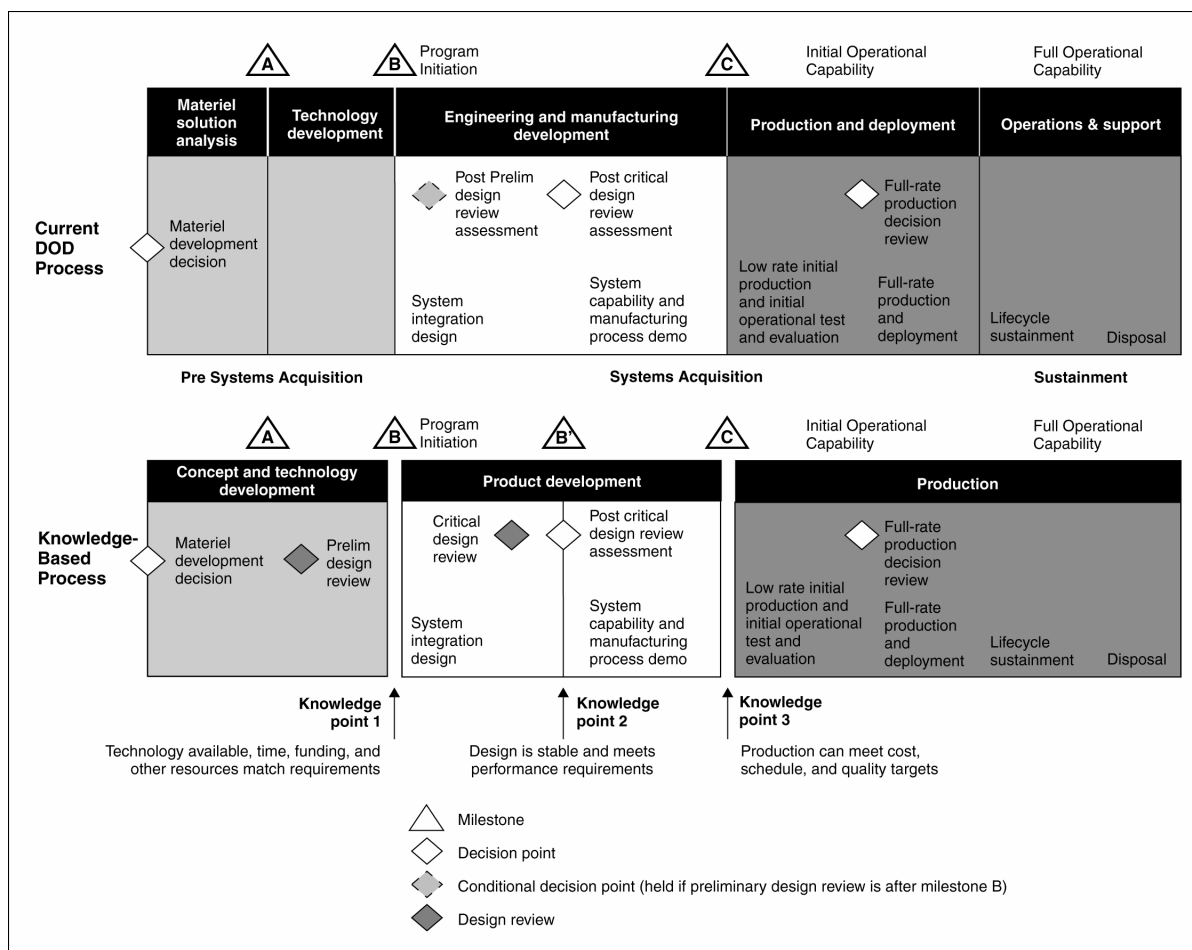 A
B
Program
Initiation
C
Initial Operational
Capability
Full Operational
Capability
Materiel
solution
analysis
Technology
development
Engineering and manufacturing
development
Production and deployment
Operations & support
Current
DOD
Process
Materiel
development
decision
Post Prelim
design
review
assessment
Post critical
design
review
assessment
Full-rate
production
decision
review
System
integration
design
System
capability and
manufacturing
process demo
Low rate initial
production
and initial
operational test
and evaluation
Full-rate
production
and
deployment
Lifecycle
sustainment
Disposal
Pre Systems Acquisition
Systems Acquisition
Sustainment
A
B
Program
Initiation
B’
C
Initial Operational
Capability
Full Operational
Capability
Concept and technology
development
Product development
Production
Knowledge-
Based
Process
Materiel
development
decision
Prelim
design
review
Critical
design
review
Post critical
design review
assessment
Full-rate
production
decision
review
System
integration
design
System
capability and
manufacturing
process demo
Low rate initial
production and
initial operational
test and
evaluation
Full-rate
production
and
deployment
Lifecycle
sustainment
Disposal
Knowledge
point 1
Technology available, time, funding, and
other resources match requirements
Knowledge
point 2
Design is stable and meets
performance requirements
Knowledge
point 3
Production can meet cost,
schedule, and quality targets
Milestone
Decision point
Conditional decision point (held if preliminary design review is after milestone B)
Design review